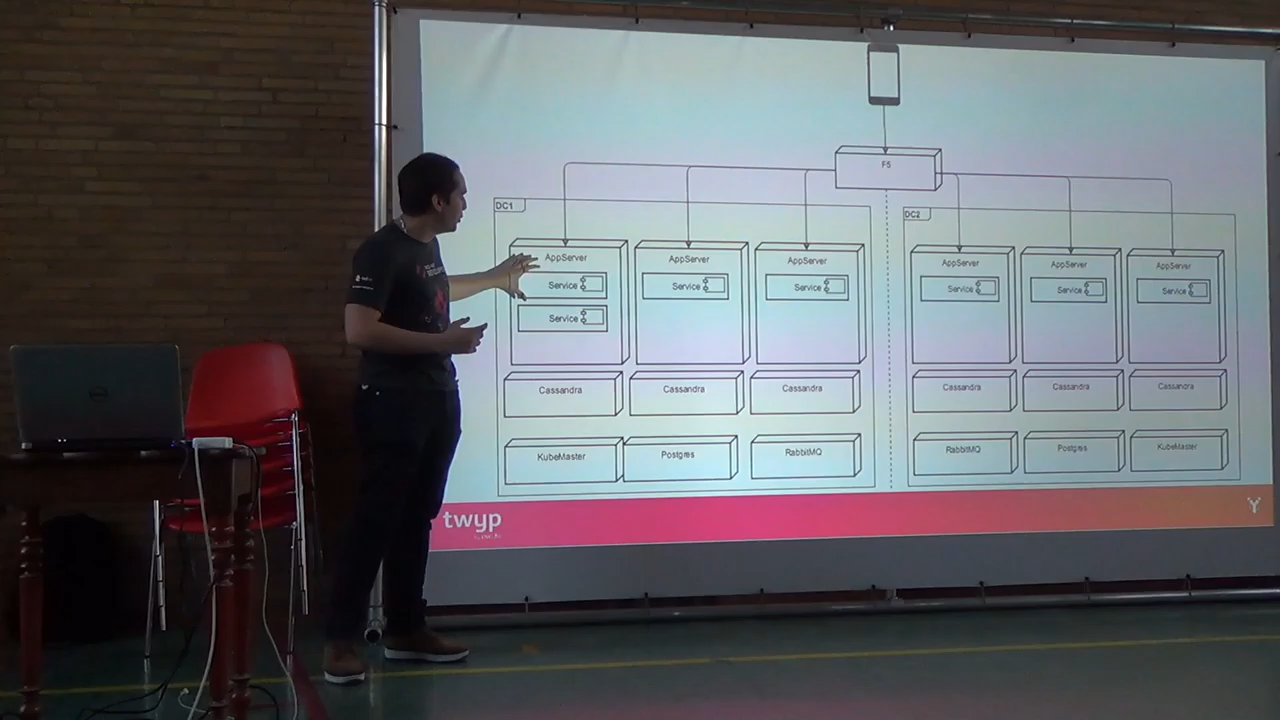 F5
DC1
DC2
AppServer
AppServer
AppServer
AppServer
AppServer
AppServer
Service
Service
Service
Service
Service
Service
Service
Cassandra
Cassandra
Cassandra
Cassandra
Cassandra
Cassandra
KubeMaster
Postgres
RabbitMQ
RabbitMQ
Postgres
KubeMaster
twyp
DELL